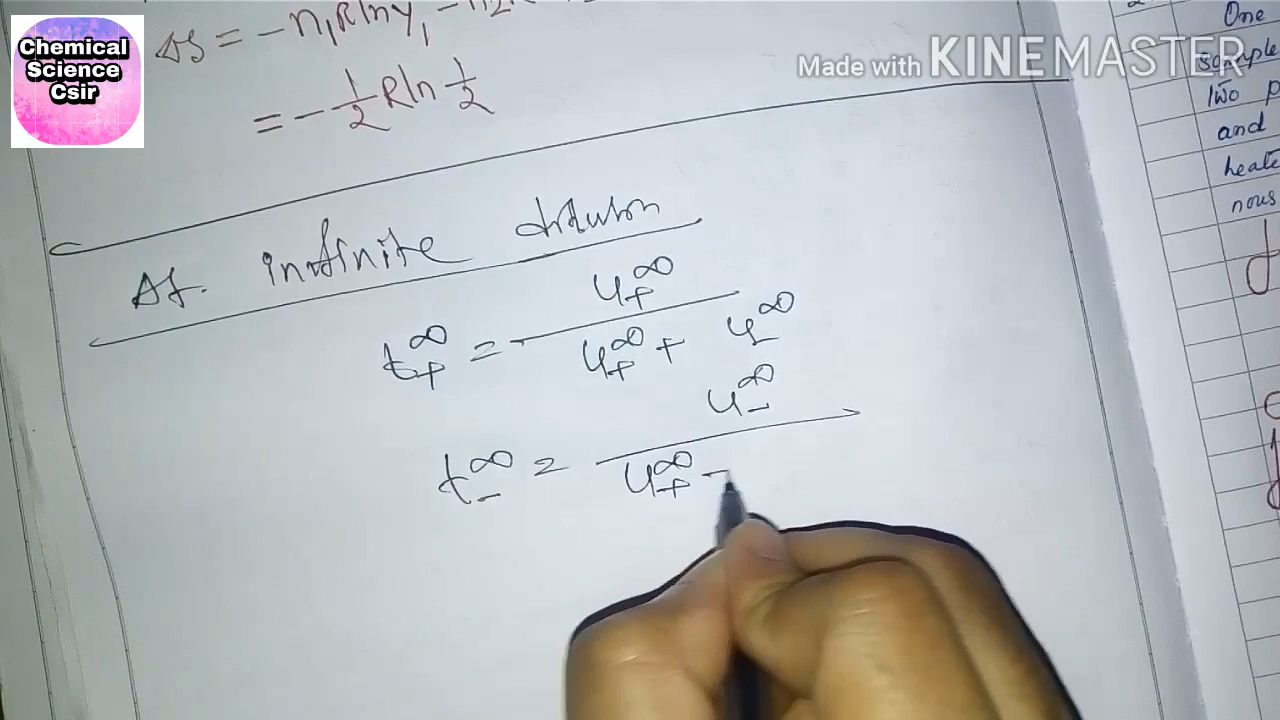 Chemical
Science
Csir
Made with KINEMASTER
ΔS = -n₁R ln y₁ - n₂R
= -1/2 R ln 1/2
At. infinite dilution
t₊^∞ = u₊^∞ / (u₊^∞ + u₋^∞)
t₋^∞ = u₋^∞ / u₊^∞ -
One
sample
Two p
and
heate
nous